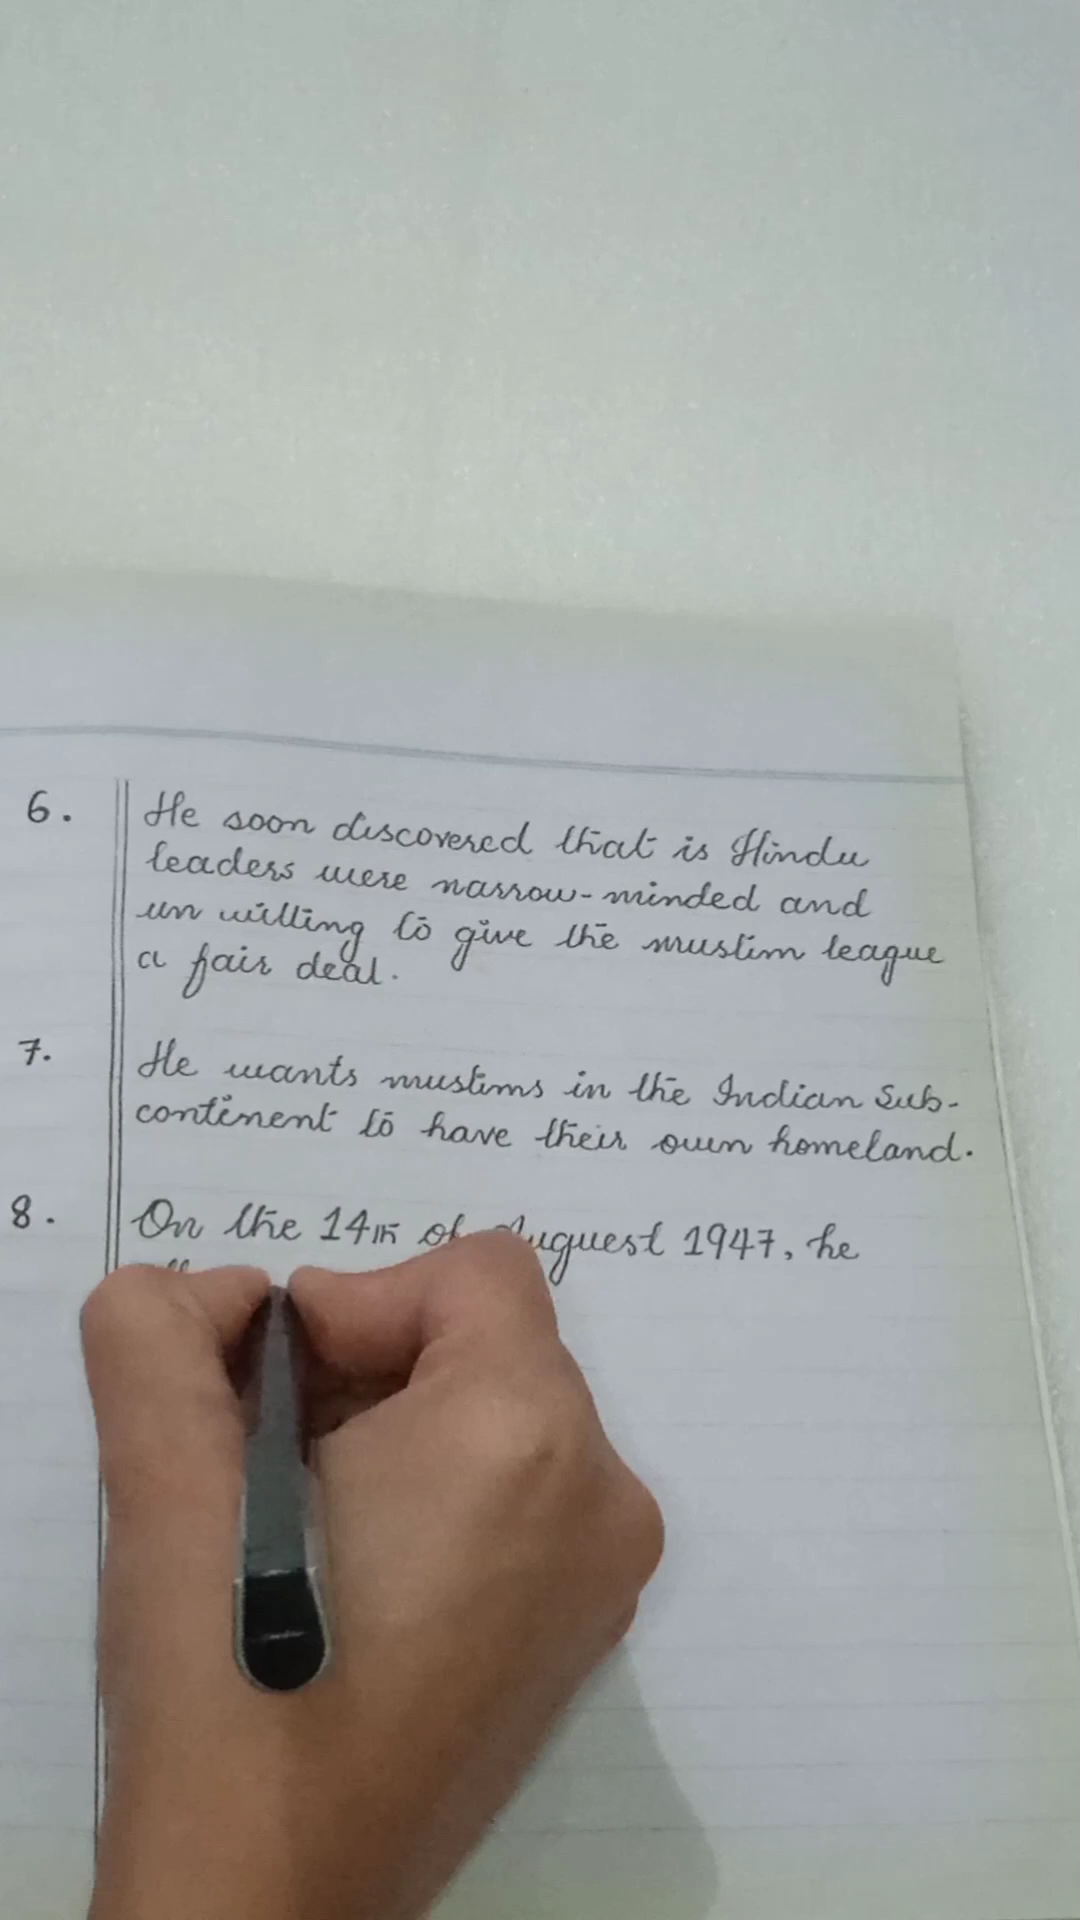 6. He soon discovered that is Hindu
leaders were narrow-minded and
un willing to give the muslim league
a fair deal.
7. He wants muslims in the Indian Sub-
continent to have their own homeland.
8. On the 14th of Auguest 1947, he